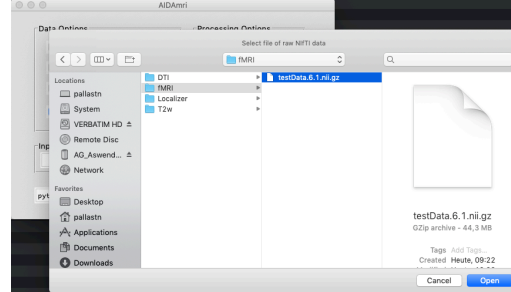 AIDAmri
Data Options
Processing Options
Select file of raw NIfTI data
fMRI
Locations
pallastn
System
VERBATIM HD
Remote Disc
AG_Aswend...
Network
Favorites
Desktop
pallastn
Applications
Documents
Downloads
DTI
fMRI
Localizer
T2w
testData.6.1.nii.gz
testData.6.1.nii.gz
GZip archive - 44,3 MB
Tags Add Tags...
Created Heute, 09:22
Inp
pyt
Cancel
Open